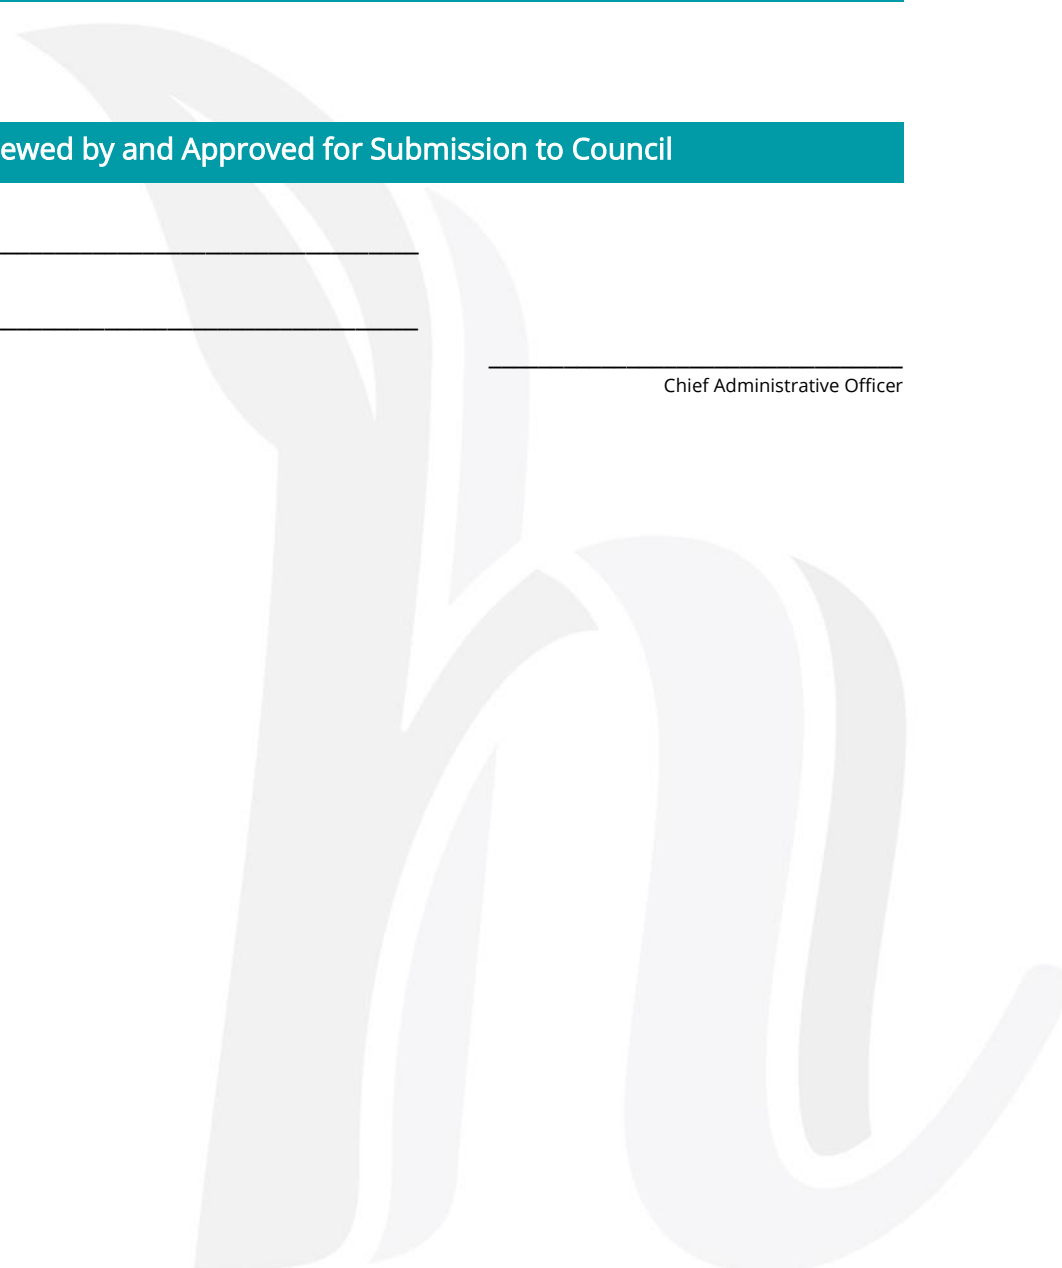 ewed by and Approved for Submission to Council
Chief Administrative Officer